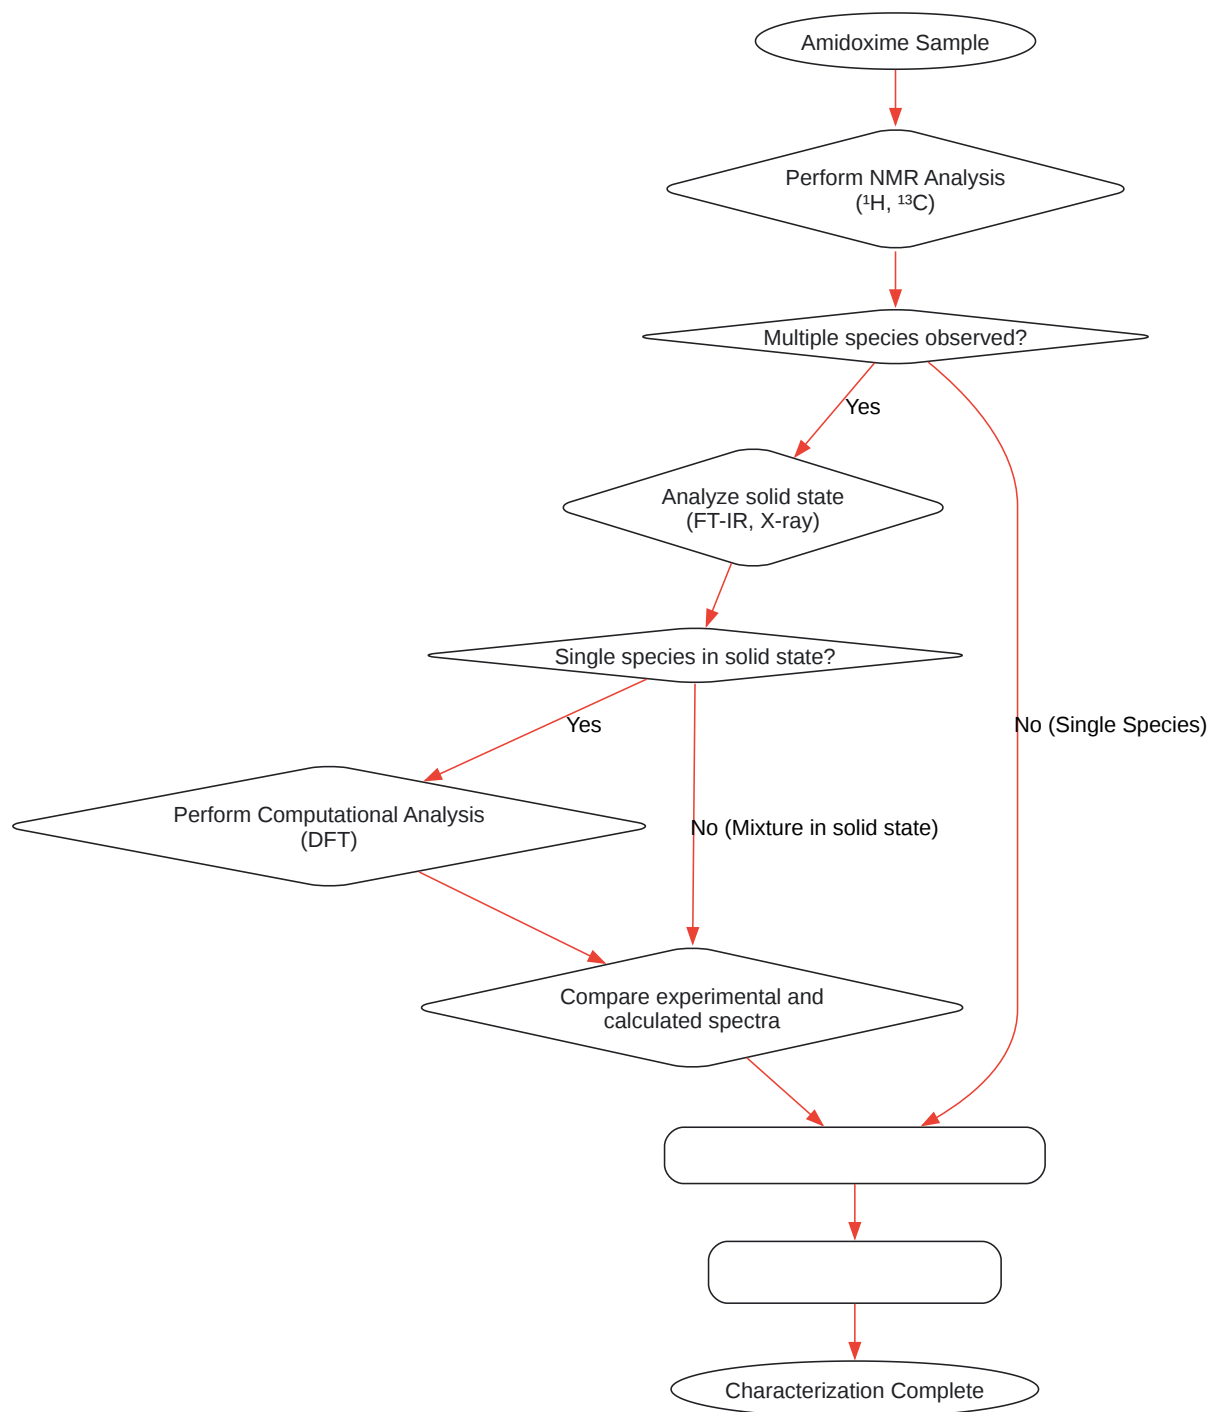 Amidoxime Sample
Perform NMR Analysis
(¹H, ¹³C)
Multiple species observed?
Yes
Analyze solid state
(FT-IR, X-ray)
Single species in solid state?
Yes
No (Single Species)
Perform Computational Analysis
(DFT)
No (Mixture in solid state)
Compare experimental and
calculated spectra
Characterization Complete